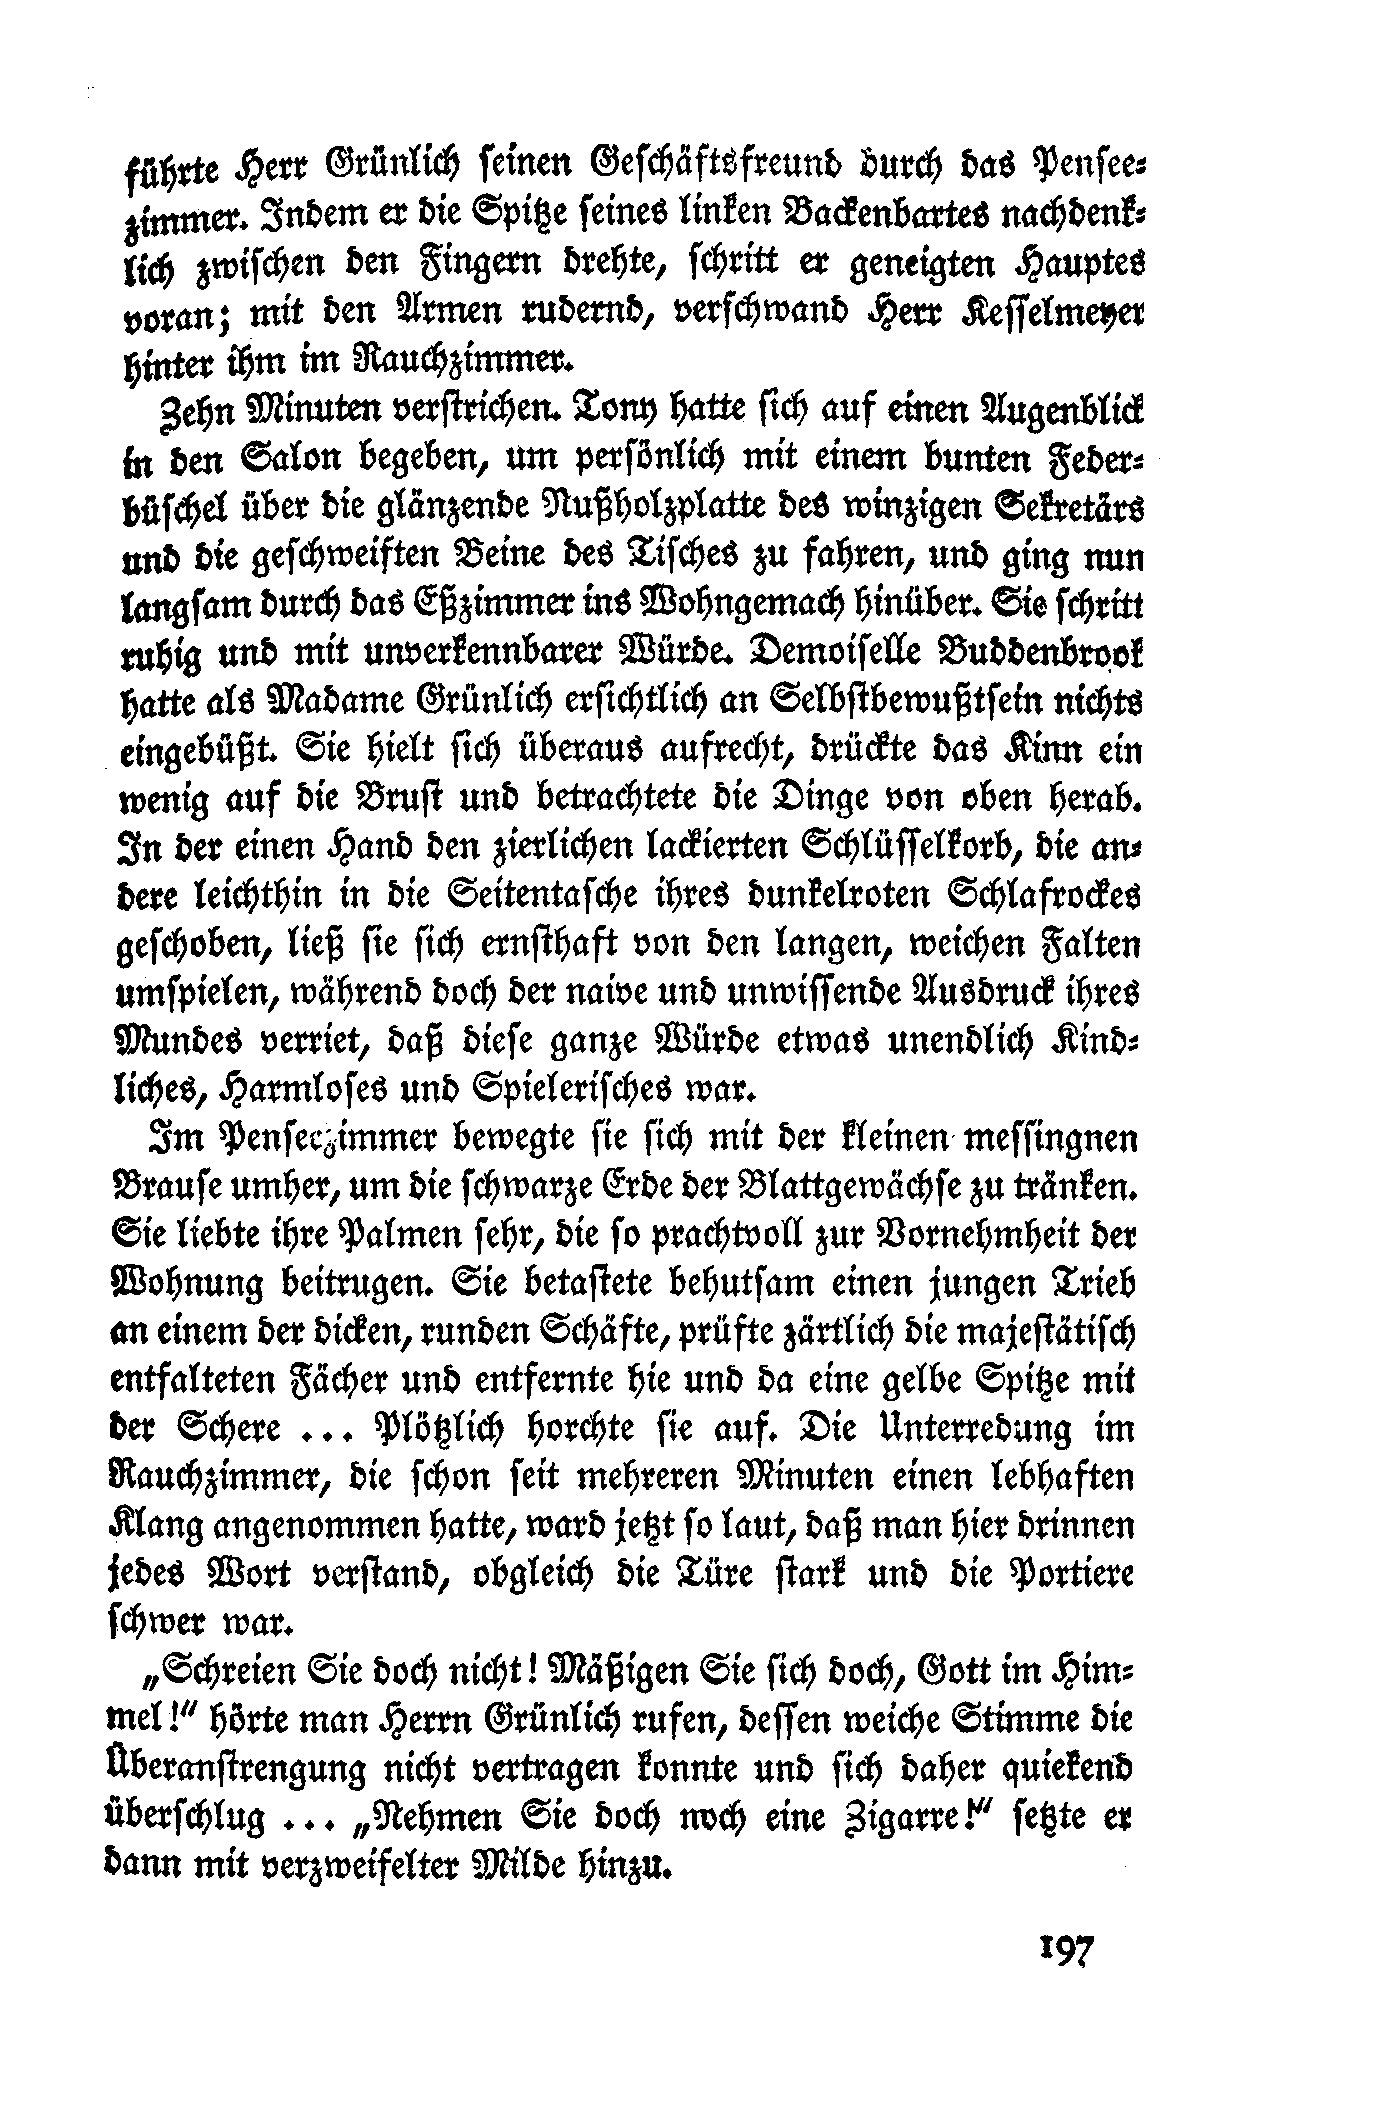 führte Herr Grünlich seinen Geschäftsfreund durch das Pensee-
zimmer. Indem er die Spitze seines linken Backenbartes nachdenk-
lich zwischen den Fingern drehte, schritt er geneigten Hauptes
voran; mit den Armen rudernd, verschwand Herr Kesselmeyer
hinter ihm im Rauchzimmer.
Zehn Minuten verstrichen. Tony hatte sich auf einen Augenblick
in den Salon begeben, um persönlich mit einem bunten Feder-
büschel über die glänzende Nußholzplatte des winzigen Sekretärs
und die geschweiften Beine des Tisches zu fahren, und ging nun
langsam durch das Eßzimmer ins Wohngemach hinüber. Sie schritt
ruhig und mit unverkennbarer Würde. Demoiselle Buddenbrook
hatte als Madame Grünlich ersichtlich an Selbstbewußtsein nichts
eingebüßt. Sie hielt sich überaus aufrecht, drückte das Kinn ein
wenig auf die Brust und betrachtete die Dinge von oben herab.
In der einen Hand den zierlichen lackierten Schlüsselkorb, die an-
dere leichthin in die Seitentasche ihres dunkelroten Schlafrockes
geschoben, ließ sie sich ernsthaft von den langen, weichen Falten
umspielen, während doch der naive und unwissende Ausdruck ihres
Mundes verriet, daß diese ganze Würde etwas unendlich Kind-
liches, Harmloses und Spielerisches war.
Im Penseezimmer bewegte sie sich mit der kleinen messingnen
Brause umher, um die schwarze Erde der Blattgewächse zu tränken.
Sie liebte ihre Palmen sehr, die so prachtvoll zur Vornehmheit der
Wohnung beitrugen. Sie betastete behutsam einen jungen Trieb
an einem der dicken, runden Schäfte, prüfte zärtlich die majestätisch
entfalteten Fächer und entfernte hie und da eine gelbe Spitze mit
der Schere ... Plötzlich horchte sie auf. Die Unterredung im
Rauchzimmer, die schon seit mehreren Minuten einen lebhaften
Klang angenommen hatte, ward jetzt so laut, daß man hier drinnen
jedes Wort verstand, obgleich die Türe stark und die Portiere
schwer war.
„Schreien Sie doch nicht! Mäßigen Sie sich doch, Gott im Him-
mel!“ hörte man Herrn Grünlich rufen, dessen weiche Stimme die
Überanstrengung nicht vertragen konnte und sich daher quiekend
überschlug ... „Nehmen Sie doch noch eine Zigarre!“ setzte er
dann mit verzweifelter Milde hinzu.
197